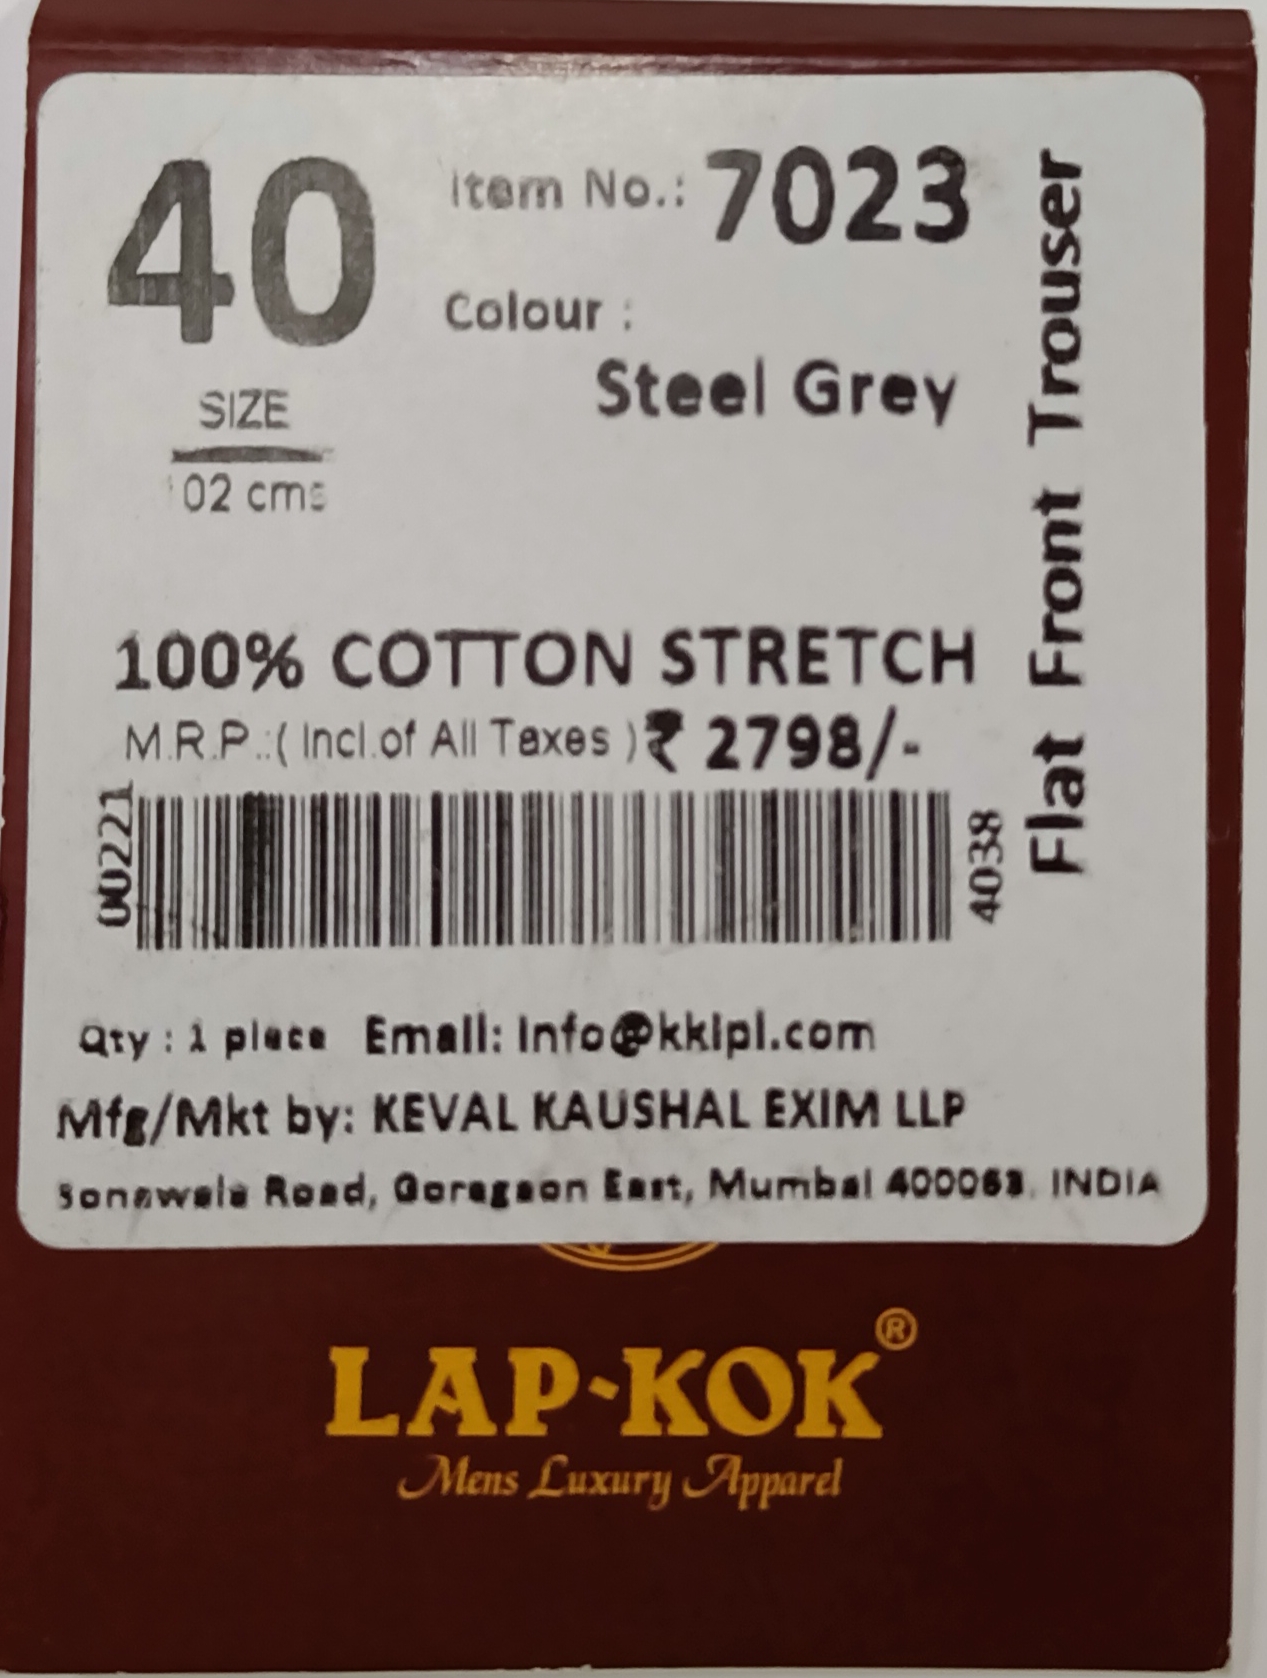 40
SIZE
02 cms
Item No.: 7023
Colour :
Steel Grey
Flat Front Trouser
100% COTTON STRETCH
M.R.P.:( Incl.of All Taxes ) ₹ 2798/-
00221
4038
Qty : 1 piece Email: info@kklpl.com
Mfg/Mkt by: KEVAL KAUSHAL EXIM LLP
Sonawala Road, Goregaon East, Mumbai 400063. INDIA
LAP-KOK®
Mens Luxury Apparel